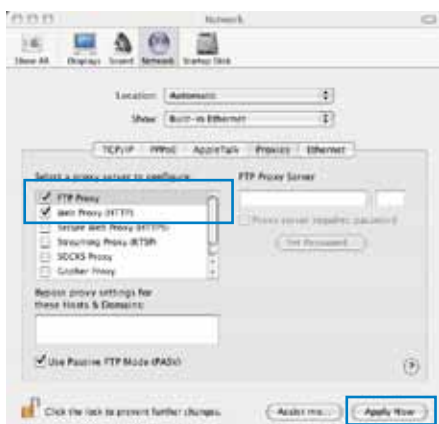 Network
Show All Displays Sound Network Startup Disk
Location: Automatic
Show: Built-in Ethernet
TCP/IP PPPoE AppleTalk Proxies Ethernet
Select a proxy server to configure:
FTP Proxy Server
FTP Proxy
Web Proxy (HTTP)
Secure Web Proxy (HTTPS)
Streaming Proxy (RTSP)
SOCKS Proxy
Gopher Proxy
Proxy server requires password
Set Password...
Bypass proxy settings for
these Hosts & Domains:
Use Passive FTP Mode (PASV)
?
Click the lock to prevent further changes.
Assist me...
Apply Now